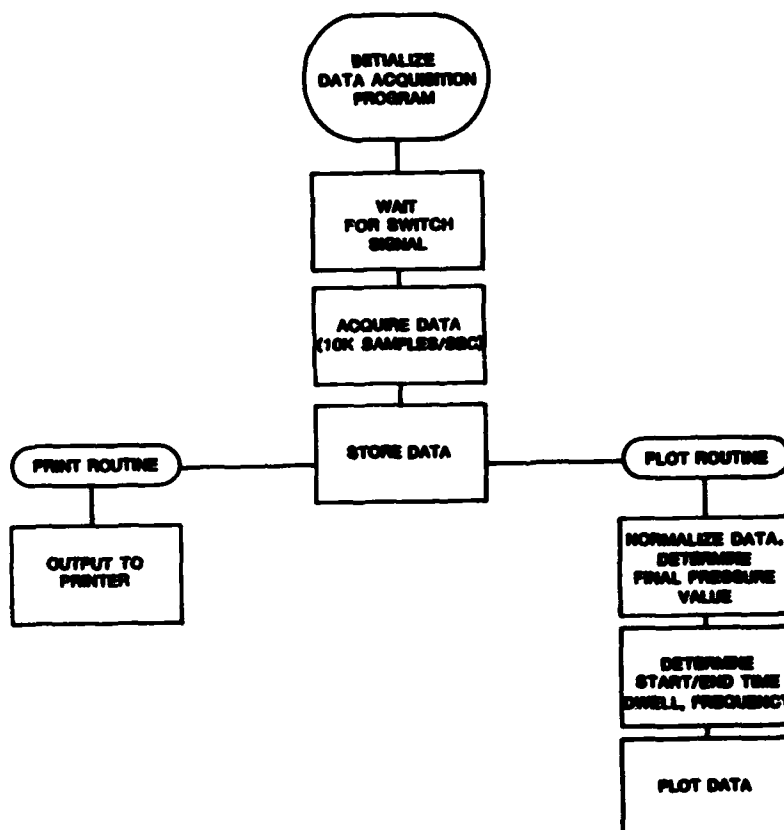 INITIALIZE
DATA ACQUISITION
PROGRAM
WAIT
FOR SWITCH
SIGNAL
ACQUIRE DATA
(10K SAMPLES/SEC)
STORE DATA
PRINT ROUTINE
OUTPUT TO
PRINTER
PLOT ROUTINE
NORMALIZE DATA,
DETERMINE
FINAL PRESSURE
VALUE
DETERMINE
START/END TIME
DWELL, FREQUENCY
PLOT DATA